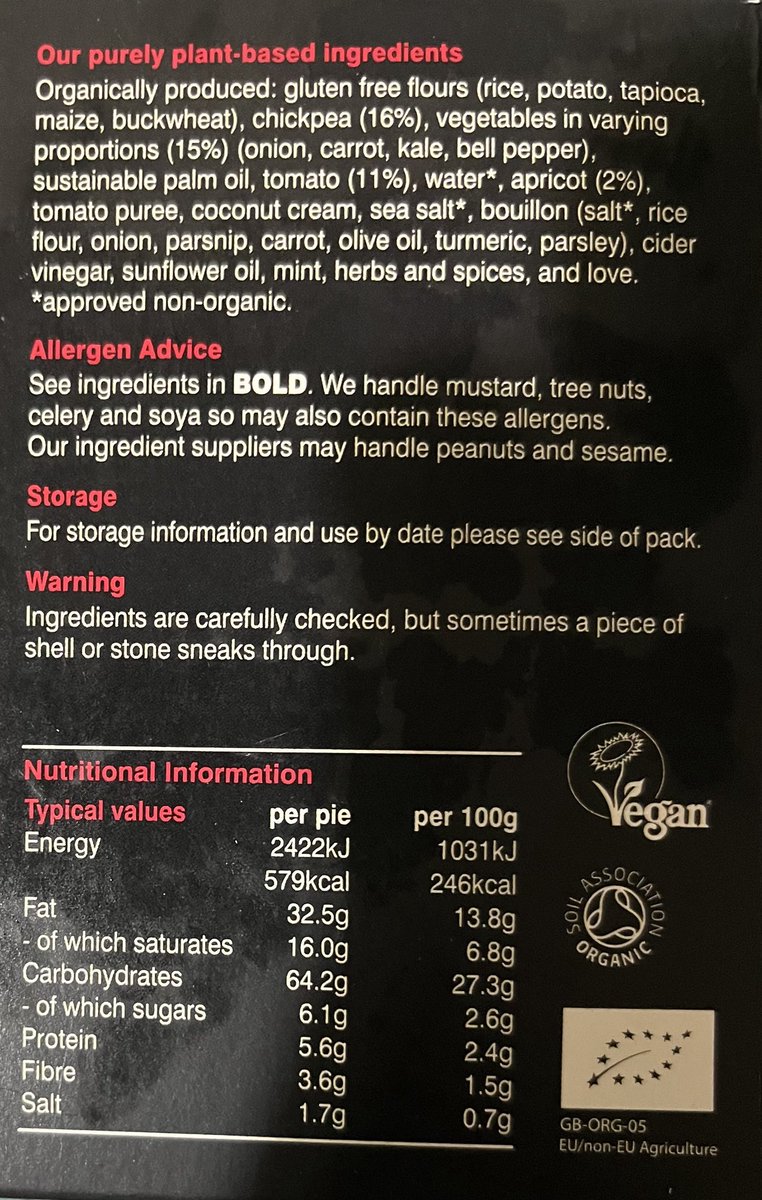 Our purely plant-based ingredients
Organically produced: gluten free flours (rice, potato, tapioca,
maize, buckwheat), chickpea (16%), vegetables in varying
proportions (15%) (onion, carrot, kale, bell pepper),
sustainable palm oil, tomato (11%), water*, apricot (2%),
tomato puree, coconut cream, sea salt*, bouillon (salt*, rice
flour, onion, parsnip, carrot, olive oil, turmeric, parsley), cider
vinegar, sunflower oil, mint, herbs and spices, and love.
*approved non-organic.
Allergen Advice
See ingredients in BOLD. We handle mustard, tree nuts,
celery and soya so may also contain these allergens.
Our ingredient suppliers may handle peanuts and sesame.
Storage
For storage information and use by date please see side of pack.
Warning
Ingredients are carefully checked, but sometimes a piece of
shell or stone sneaks through.
Nutritional Information
Typical values per pie per 100g
Energy 2422kJ 1031kJ
579kcal 246kcal
Fat 32.5g 13.8g
- of which saturates 16.0g 6.8g
Carbohydrates 64.2g 27.3g
- of which sugars 6.1g 2.6g
Protein 5.6g 2.4g
Fibre 3.6g 1.5g
Salt 1.7g 0.7g
Vegan
SOIL ASSOCIATION
ORGANIC
GB-ORG-05
EU/non-EU Agriculture